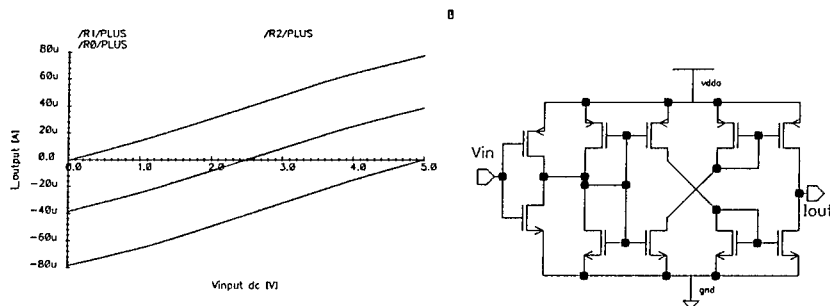 /R1/PLUS
/R0/PLUS
/R2/PLUS
80u
60u
40u
20u
0.0
-20u
-40u
-60u
-80u
I_output [A]
0.0
1.0
2.0
3.0
4.0
5.0
Vinput dc [V]
vdda
Vin
Iout
gnd